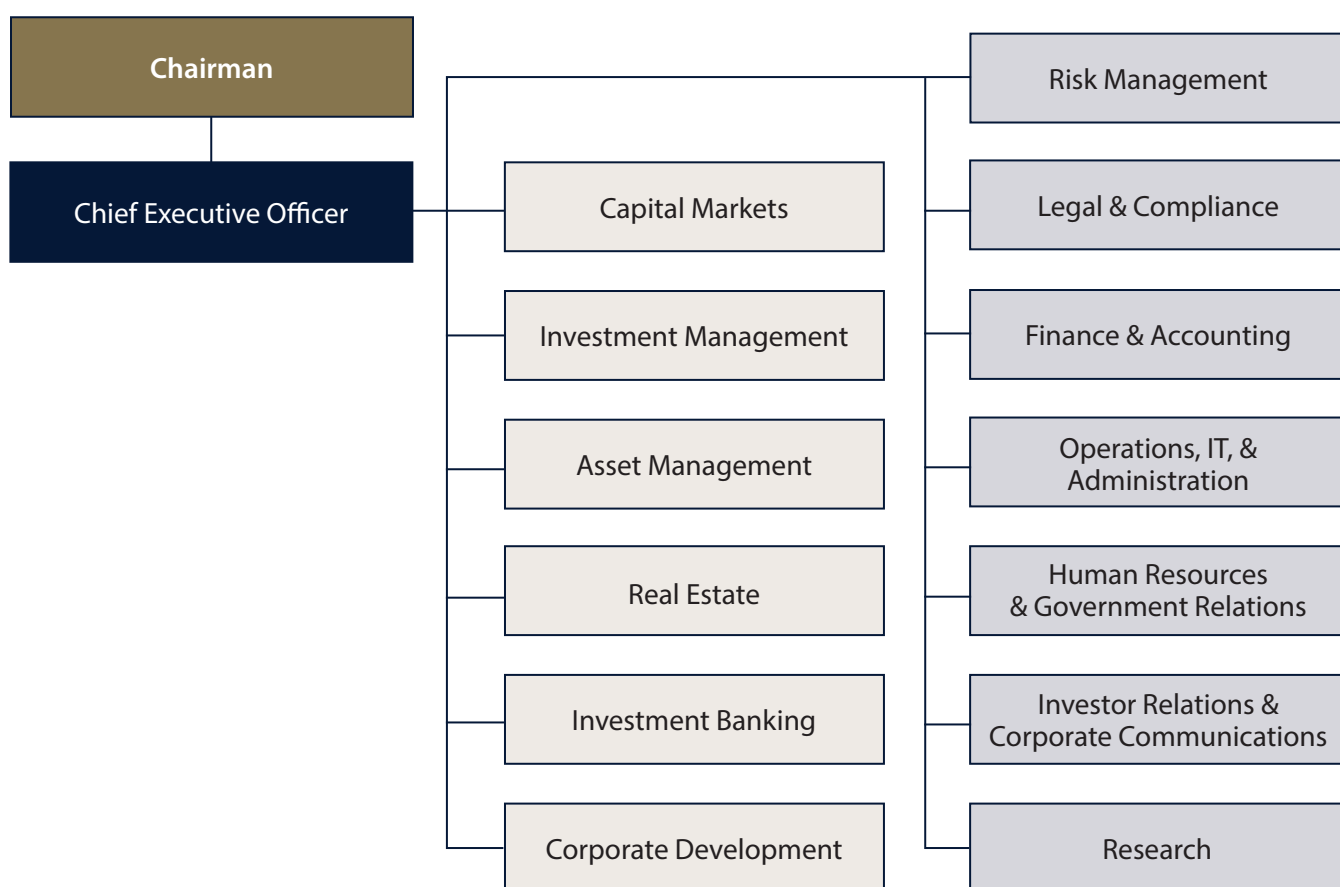 Chairman
Chief Executive Officer
Capital Markets
Investment Management
Asset Management
Real Estate
Investment Banking
Corporate Development
Risk Management
Legal & Compliance
Finance & Accounting
Operations, IT, &
Administration
Human Resources
& Government Relations
Investor Relations &
Corporate Communications
Research